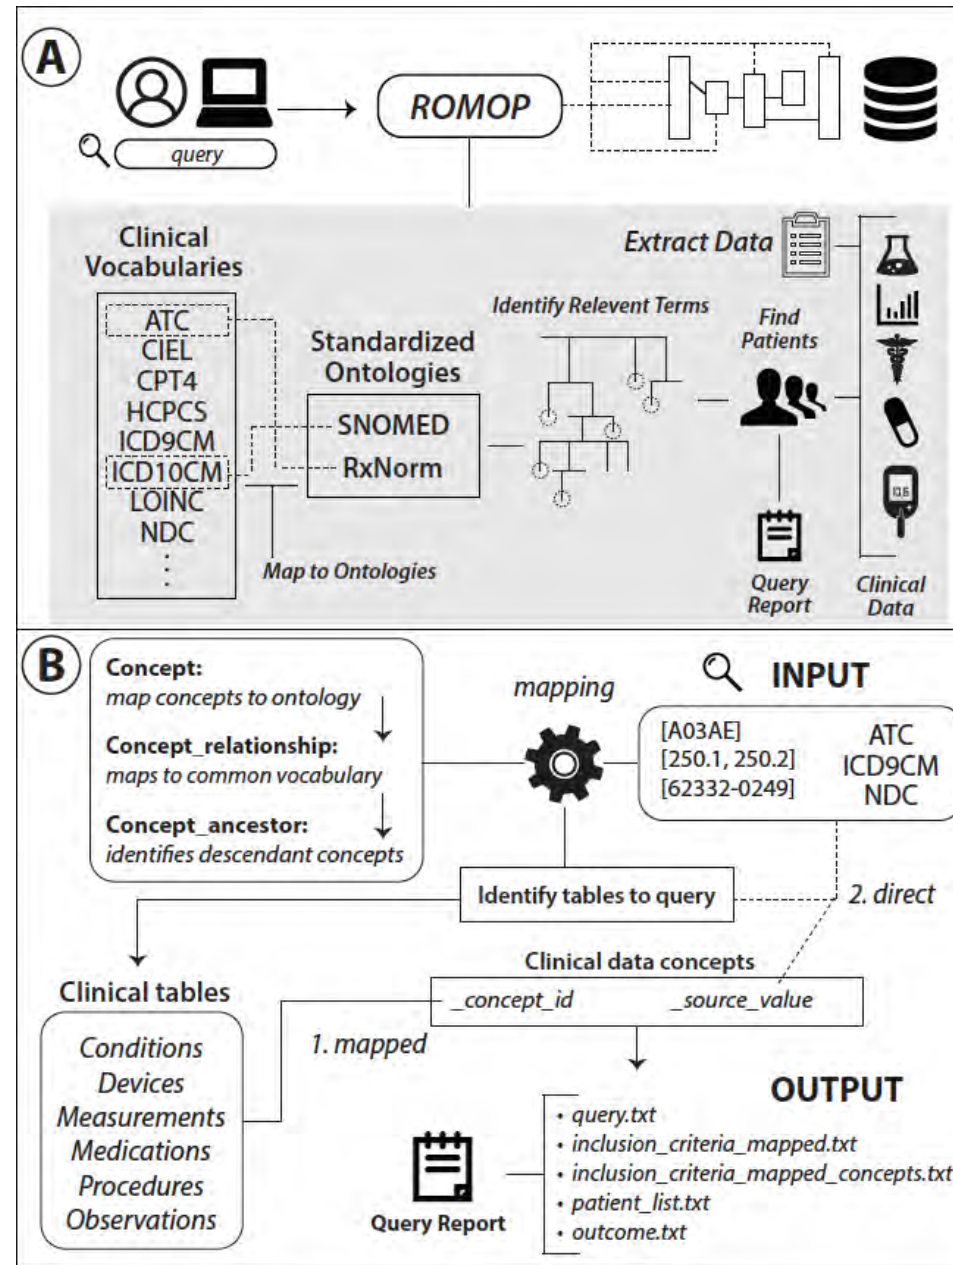 A
query
ROMOP
Clinical
Vocabularies
ATC
CIEL
CPT4
HCPCS
ICD9CM
ICD10CM
LOINC
NDC
Map to Ontologies
Standardized
Ontologies
SNOMED
RxNorm
Identify Relevent Terms
Extract Data
Find
Patients
Query
Report
Clinical
Data
B
Concept:
map concepts to ontology
Concept_relationship:
maps to common vocabulary
Concept_ancestor:
identifies descendant concepts
mapping
INPUT
[A03AE] ATC
[250.1, 250.2] ICD9CM
[62332-0249] NDC
Identify tables to query
2. direct
Clinical tables
Conditions
Devices
Measurements
Medications
Procedures
Observations
1. mapped
Clinical data concepts
_concept_id _source_value
OUTPUT
Query Report
• query.txt
• inclusion_criteria_mapped.txt
• inclusion_criteria_mapped_concepts.txt
• patient_list.txt
• outcome.txt